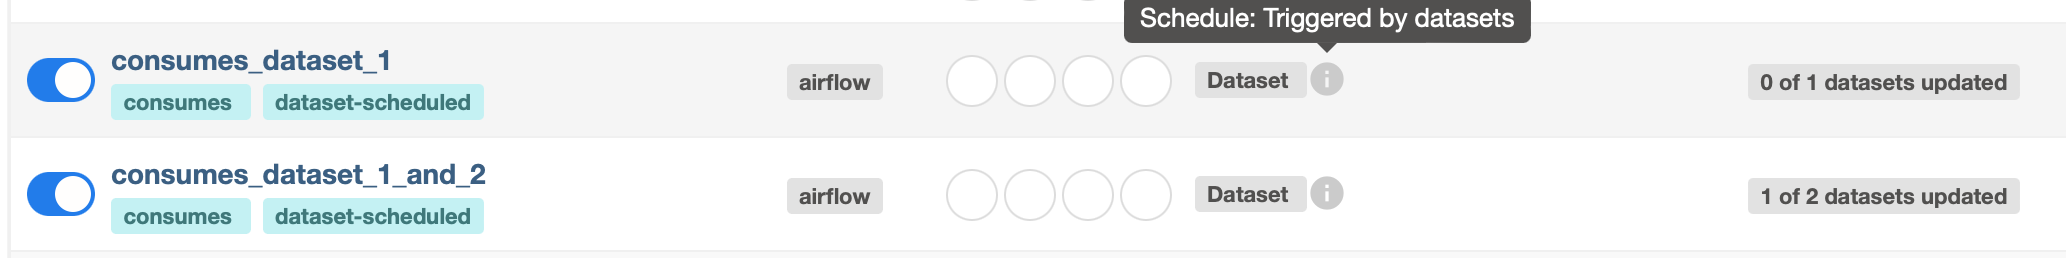 Schedule: Triggered by datasets
consumes_dataset_1
consumes dataset-scheduled
airflow
Dataset i
0 of 1 datasets updated
consumes_dataset_1_and_2
consumes dataset-scheduled
airflow
Dataset i
1 of 2 datasets updated